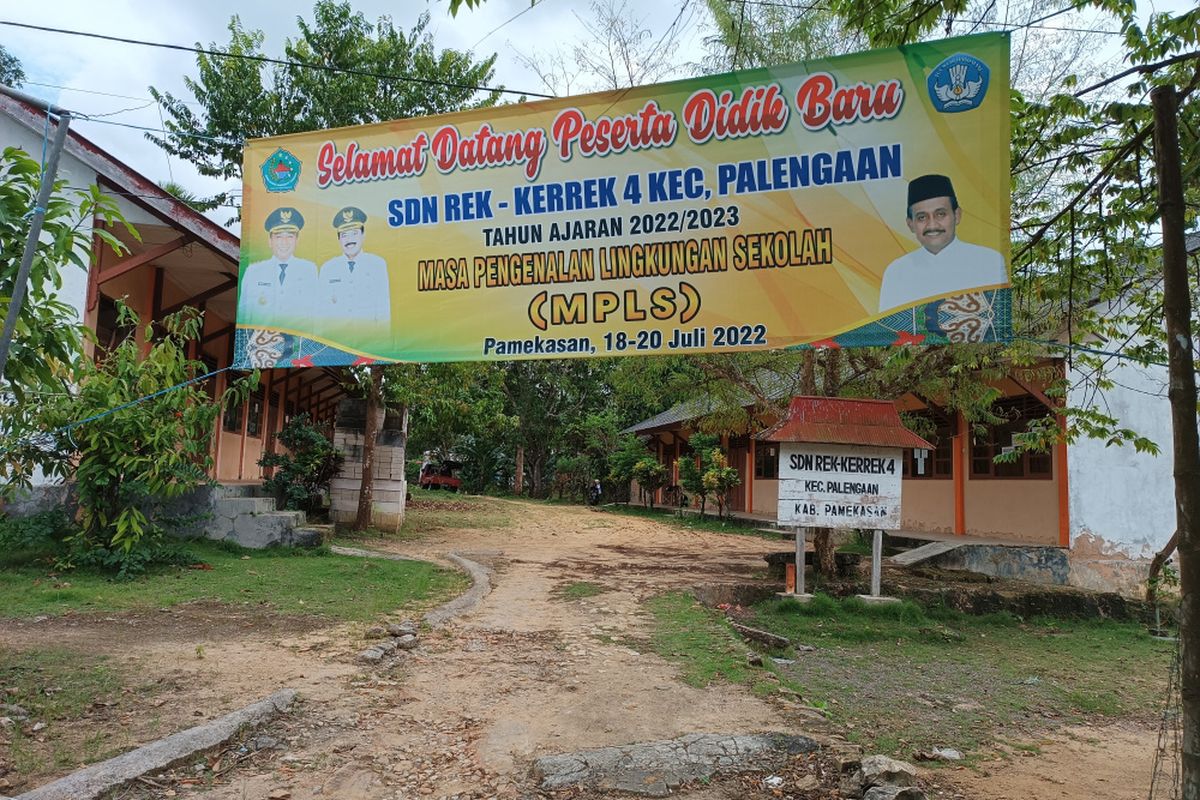 Selamat Datang Peserta Didik Baru
SDN REK - KERREK 4 KEC, PALENGAAN
TAHUN AJARAN 2022/2023
MASA PENGENALAN LINGKUNGAN SEKOLAH
(MPLS)
Pamekasan, 18-20 Juli 2022
SDN REK-KERREK 4
KEC. PALENGAAN
KAB. PAMEKASAN